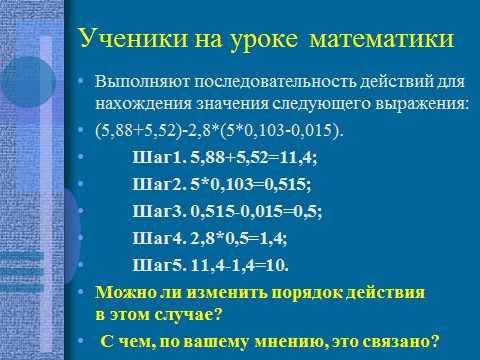 Ученики на уроке математики
Выполняют последовательность действий для
нахождения значения следующего выражения:
(5,88+5,52)-2,8*(5*0,103-0,015).
Шаг1. 5,88+5,52=11,4;
Шаг2. 5*0,103=0,515;
Шаг3. 0,515-0,015=0,5;
Шаг4. 2,8*0,5=1,4;
Шаг5. 11,4-1,4=10.
Можно ли изменить порядок действия
в этом случае?
С чем, по вашему мнению, это связано?